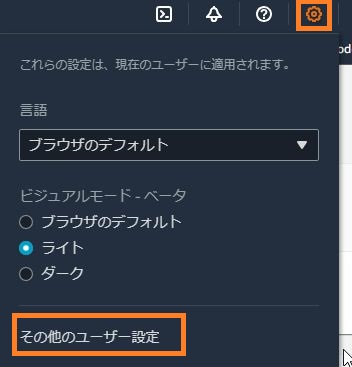 ode
これらの設定は、現在のユーザーに適用されます。
言語
ブラウザのデフォルト
ビジュアルモード - ベータ
ブラウザのデフォルト
ライト
ダーク
その他のユーザー設定